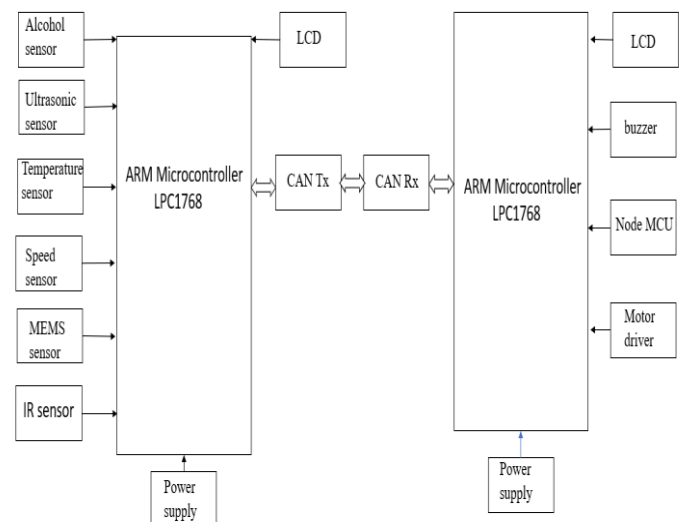 Alcohol
sensor
Ultrasonic
sensor
Temperature
sensor
Speed
sensor
MEMS
sensor
IR sensor
ARM Microcontroller
LPC1768
Power
supply
LCD
CAN Tx
CAN Rx
ARM Microcontroller
LPC1768
Power
supply
LCD
buzzer
Node MCU
Motor
driver